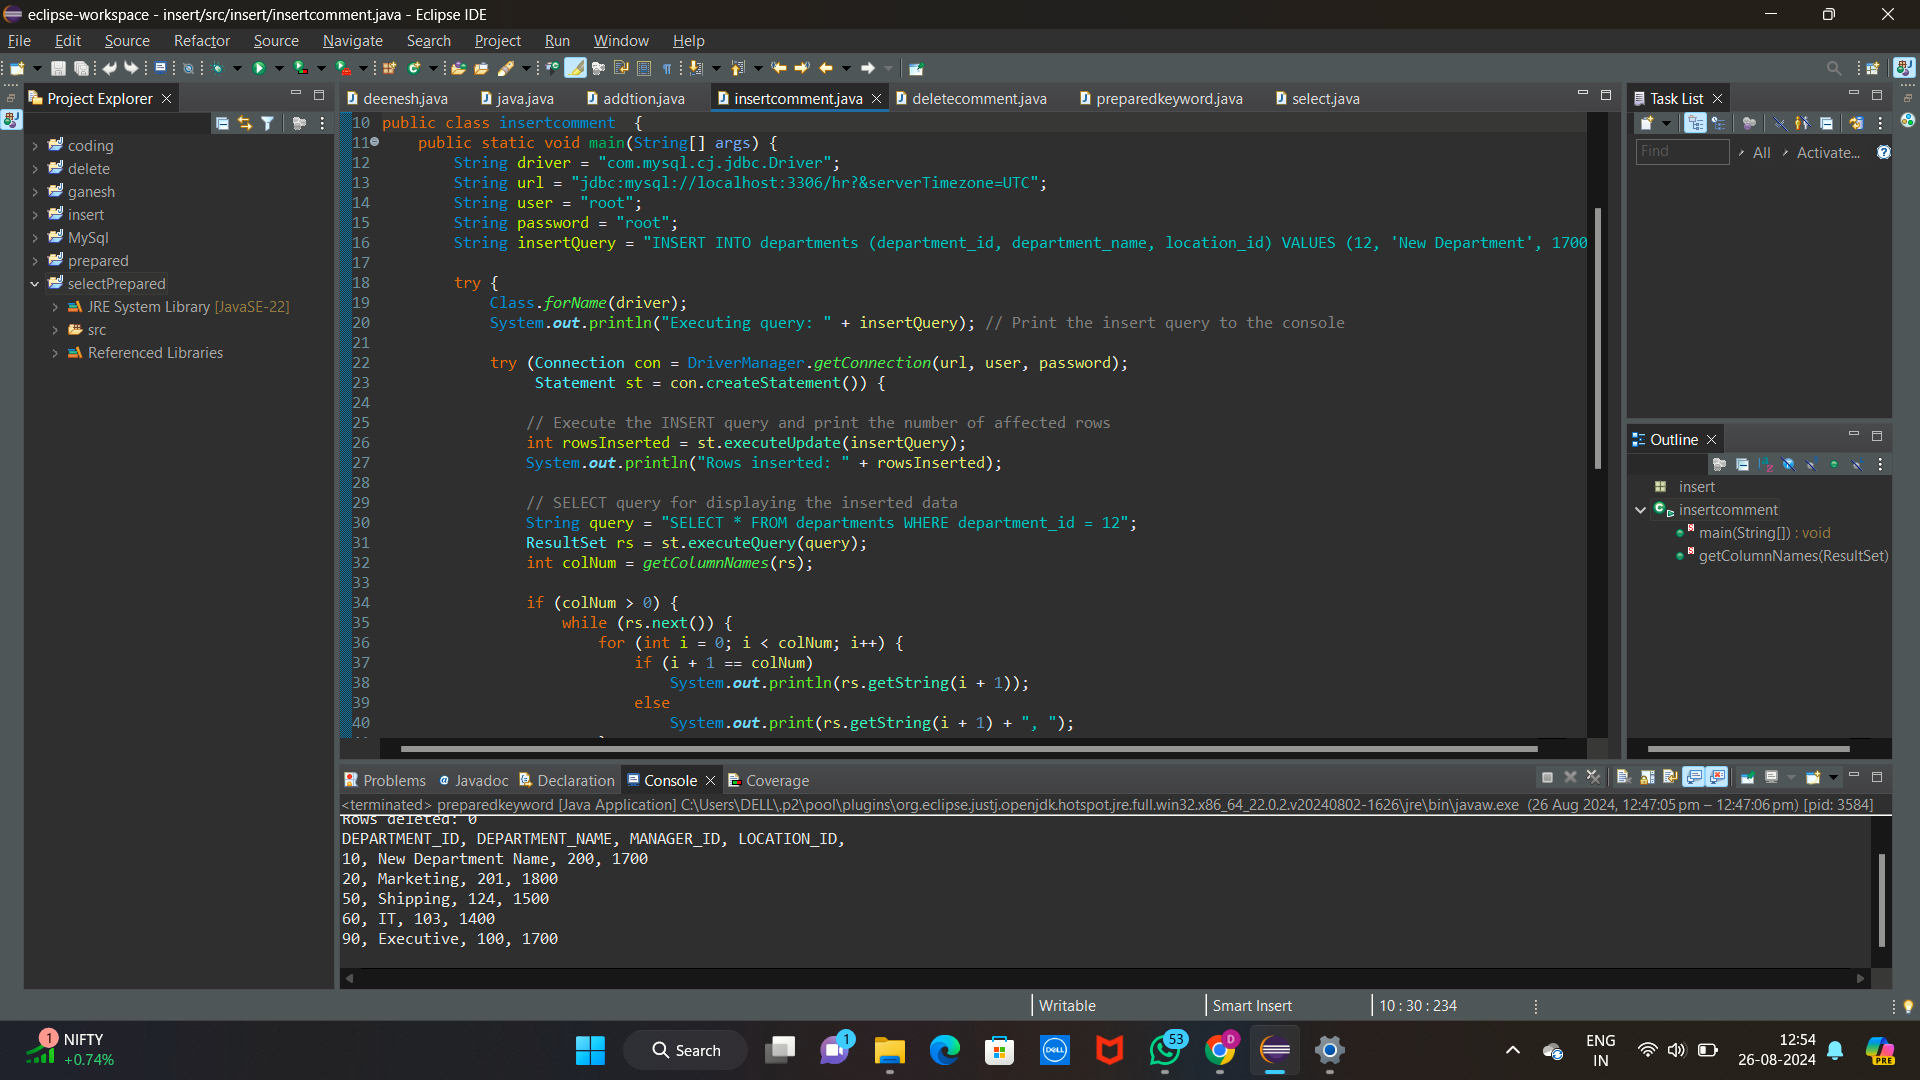 eclipse-workspace - insert/src/insert/insertcomment.java - Eclipse IDE
File Edit Source Refactor Source Navigate Search Project Run Window Help
Project Explorer
coding
delete
ganesh
insert
MySql
prepared
selectPrepared
JRE System Library [JavaSE-22]
src
Referenced Libraries
deenesh.java java.java addtion.java insertcomment.java deletecomment.java preparedkeyword.java select.java
10 public class insertcomment {
11 public static void main(String[] args) {
12 String driver = "com.mysql.cj.jdbc.Driver";
13 String url = "jdbc:mysql://localhost:3306/hr?&serverTimezone=UTC";
14 String user = "root";
15 String password = "root";
16 String insertQuery = "INSERT INTO departments (department_id, department_name, location_id) VALUES (12, 'New Department', 1700
17
18 try {
19 Class.forName(driver);
20 System.out.println("Executing query: " + insertQuery); // Print the insert query to the console
21
22 try (Connection con = DriverManager.getConnection(url, user, password);
23 Statement st = con.createStatement()) {
24
25 // Execute the INSERT query and print the number of affected rows
26 int rowsInserted = st.executeUpdate(insertQuery);
27 System.out.println("Rows inserted: " + rowsInserted);
28
29 // SELECT query for displaying the inserted data
30 String query = "SELECT * FROM departments WHERE department_id = 12";
31 ResultSet rs = st.executeQuery(query);
32 int colNum = getColumnNames(rs);
33
34 if (colNum > 0) {
35 while (rs.next()) {
36 for (int i = 0; i < colNum; i++) {
37 if (i + 1 == colNum)
38 System.out.println(rs.getString(i + 1));
39 else
40 System.out.print(rs.getString(i + 1) + ", ");
Task List
Find All Activate...
Outline
insert
insertcomment
main(String[]) : void
getColumnNames(ResultSet)
Problems Javadoc Declaration Console Coverage
<terminated> preparedkeyword [Java Application] C:\Users\DELL\.p2\pool\plugins\org.eclipse.justj.openjdk.hotspot.jre.full.win32.x86_64_22.0.2.v20240802-1626\jre\bin\javaw.exe (26 Aug 2024, 12:47:05 pm – 12:47:06 pm) [pid: 3584]
Rows deleted: 0
DEPARTMENT_ID, DEPARTMENT_NAME, MANAGER_ID, LOCATION_ID,
10, New Department Name, 200, 1700
20, Marketing, 201, 1800
50, Shipping, 124, 1500
60, IT, 103, 1400
90, Executive, 100, 1700
Writable Smart Insert 10 : 30 : 234
1 NIFTY
+0.74%
Search
1
DELL
53
D
ENG
IN
12:54
26-08-2024
PRE